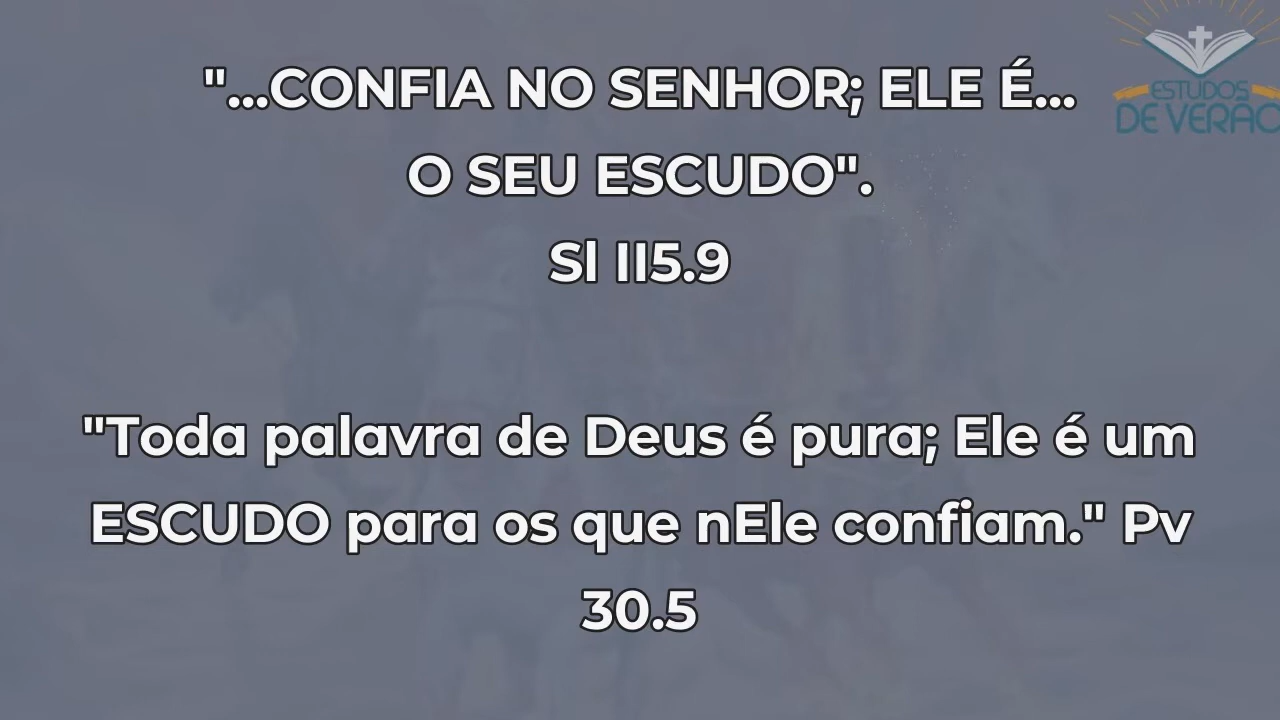 "...CONFIA NO SENHOR; ELE É...
O SEU ESCUDO".
Sl II5.9
"Toda palavra de Deus é pura; Ele é um
ESCUDO para os que nEle confiam." Pv
30.5
ESTUDOS
DE VERÃO